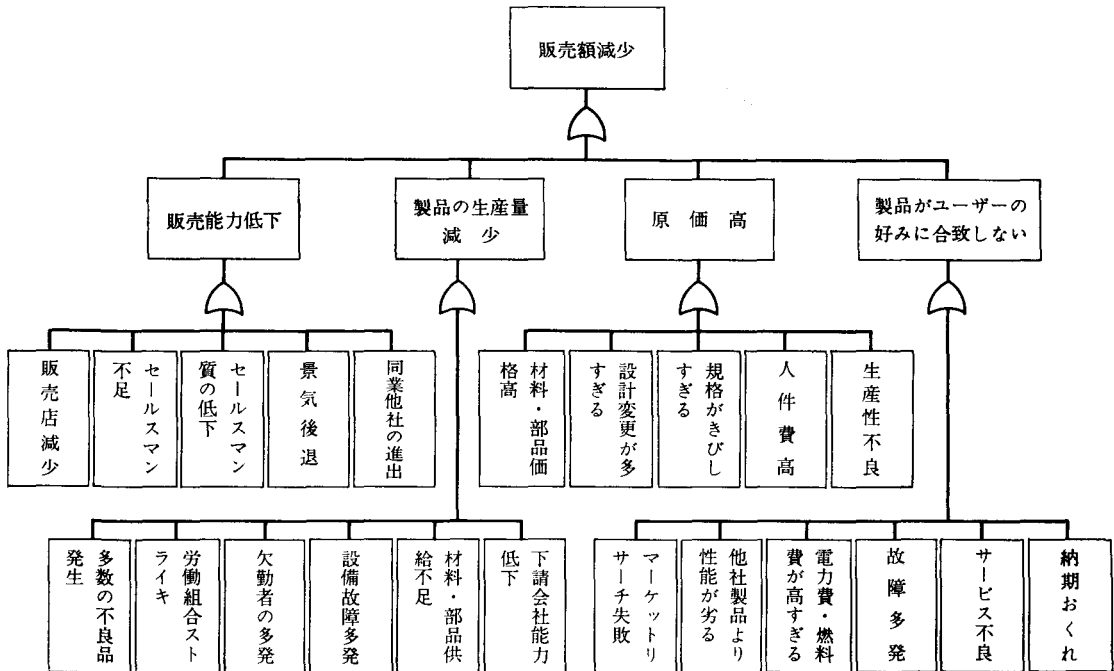 販売額減少
販売能力低下
製品の生産量
減少
原価高
製品がユーザーの
好みに合致しない
販売店減少
セールスマン
不足
セールスマン
質の低下
景気後退
同業他社の進出
材料・部品価
格高
設計変更が多
すぎる
規格がきびし
すぎる
人件費高
生産性不良
多数の不良品
発生
労働組合スト
ライキ
欠勤者の多発
設備故障多発
材料・部品供
給不足
下請会社能力
低下
マーケットリ
サーチ失敗
他社製品より
性能が劣る
電力費・燃料
費が高すぎる
故障多発
サービス不良
納期おくれ